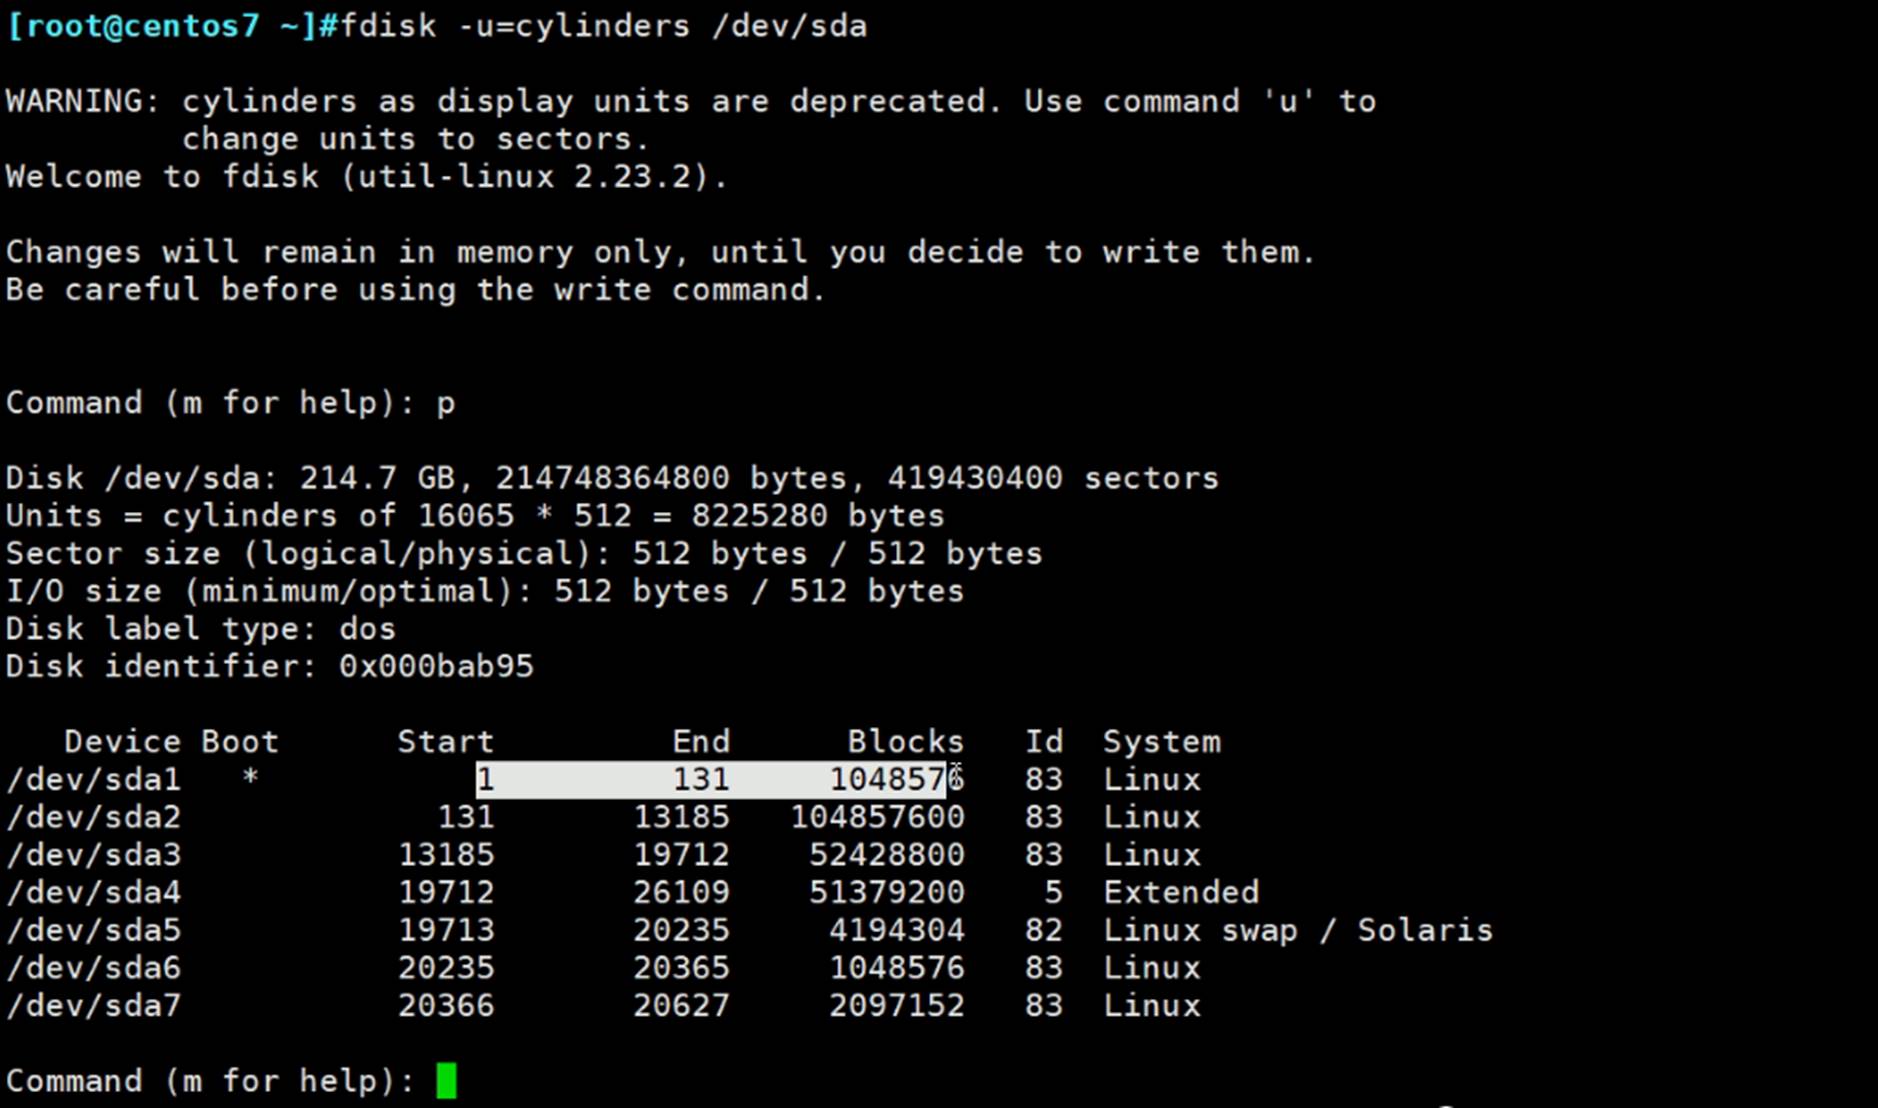 [root@centos7 ~]#fdisk -u=cylinders /dev/sda
WARNING: cylinders as display units are deprecated. Use command 'u' to
change units to sectors.
Welcome to fdisk (util-linux 2.23.2).
Changes will remain in memory only, until you decide to write them.
Be careful before using the write command.
Command (m for help): p
Disk /dev/sda: 214.7 GB, 214748364800 bytes, 419430400 sectors
Units = cylinders of 16065 * 512 = 8225280 bytes
Sector size (logical/physical): 512 bytes / 512 bytes
I/O size (minimum/optimal): 512 bytes / 512 bytes
Disk label type: dos
Disk identifier: 0x000bab95
Device Boot Start End Blocks Id System
/dev/sda1 * 1 131 1048576 83 Linux
/dev/sda2 131 13185 104857600 83 Linux
/dev/sda3 13185 19712 52428800 83 Linux
/dev/sda4 19712 26109 51379200 5 Extended
/dev/sda5 19713 20235 4194304 82 Linux swap / Solaris
/dev/sda6 20235 20365 1048576 83 Linux
/dev/sda7 20366 20627 2097152 83 Linux
Command (m for help):